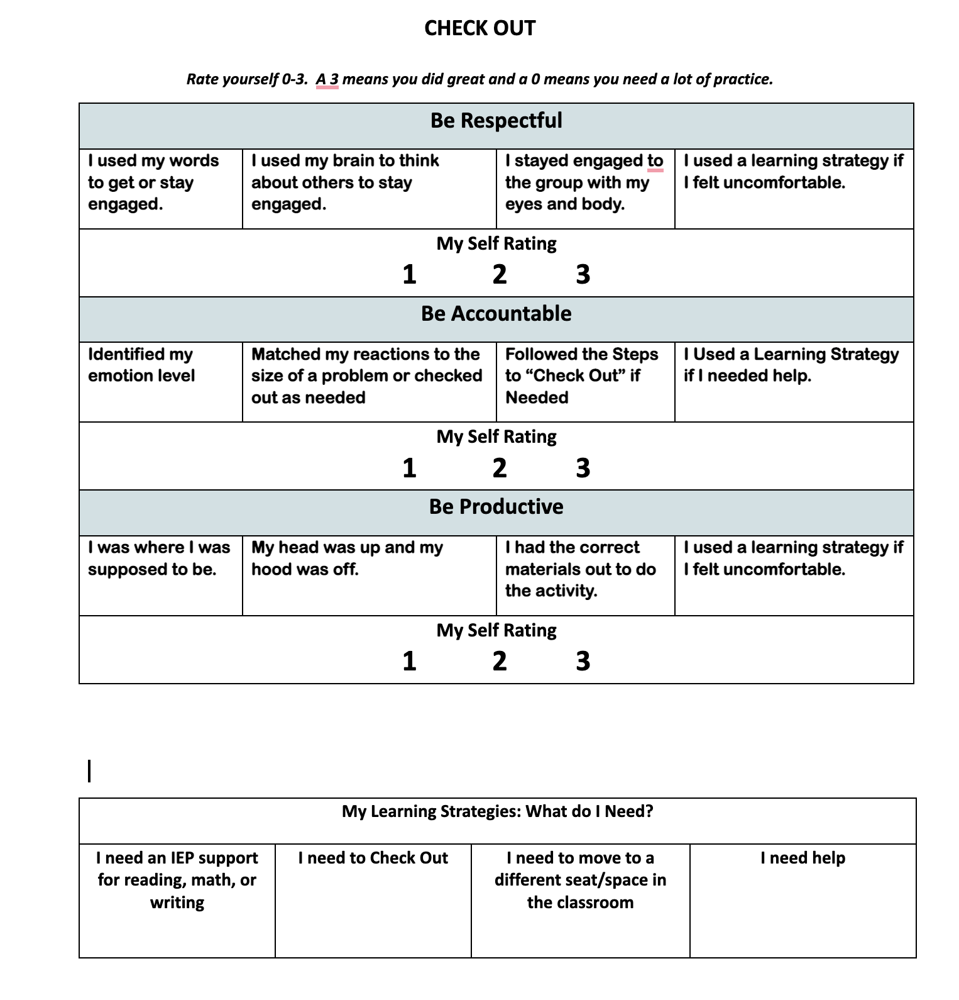 CHECK OUT
Rate yourself 0-3.  A 3 means you did great and a 0 means you need a lot of practice.
Be Respectful
I used my words
to get or stay
engaged.
I used my brain to think
about others to stay
engaged.
I stayed engaged to
the group with my
eyes and body.
I used a learning strategy if
I felt uncomfortable.
My Self Rating
1 2 3
Be Accountable
Identified my
emotion level
Matched my reactions to the
size of a problem or checked
out as needed
Followed the Steps
to “Check Out” if
Needed
I Used a Learning Strategy
if I needed help.
My Self Rating
1 2 3
Be Productive
I was where I was
supposed to be.
My head was up and my
hood was off.
I had the correct
materials out to do
the activity.
I used a learning strategy if
I felt uncomfortable.
My Self Rating
1 2 3
My Learning Strategies: What do I Need?
I need an IEP support
for reading, math, or
writing
I need to Check Out
I need to move to a
different seat/space in
the classroom
I need help